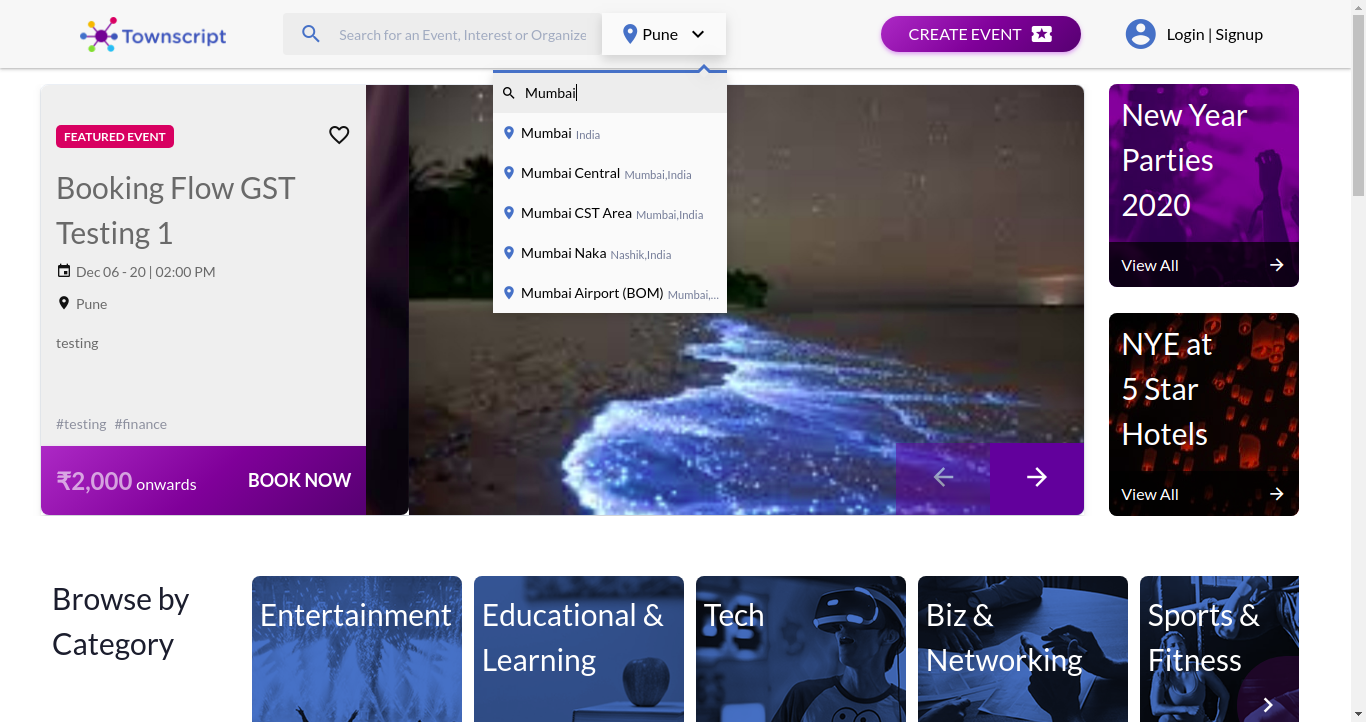 Townscript
Search for an Event, Interest or Organize
Pune
CREATE EVENT
Login | Signup
Mumbai
Mumbai India
Mumbai Central Mumbai,India
Mumbai CST Area Mumbai,India
Mumbai Naka Nashik,India
Mumbai Airport (BOM) Mumbai,...
FEATURED EVENT
Booking Flow GST
Testing 1
Dec 06 - 20 | 02:00 PM
Pune
testing
#testing #finance
₹2,000 onwards
BOOK NOW
New Year
Parties
2020
View All
NYE at
5 Star
Hotels
View All
Browse by
Category
Entertainment
Educational &
Learning
Tech
Biz &
Networking
Sports &
Fitness